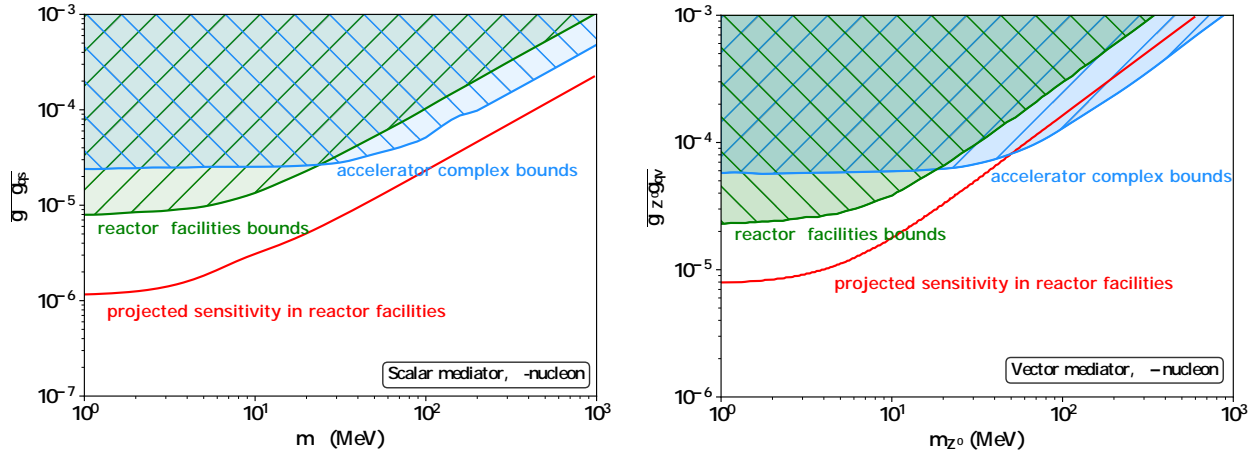 10⁻³
10⁻⁴
10⁻⁵
10⁻⁶
10⁻⁷
g gqs
accelerator complex bounds
reactor facilities bounds
projected sensitivity in reactor facilities
Scalar mediator, -nucleon
10⁰ 10¹ 10² 10³
m (MeV)
10⁻³
10⁻⁴
10⁻⁵
10⁻⁶
g Z⁰gqv
accelerator complex bounds
reactor facilities bounds
projected sensitivity in reactor facilities
Vector mediator, −nucleon
10⁰ 10¹ 10² 10³
mZ⁰ (MeV)